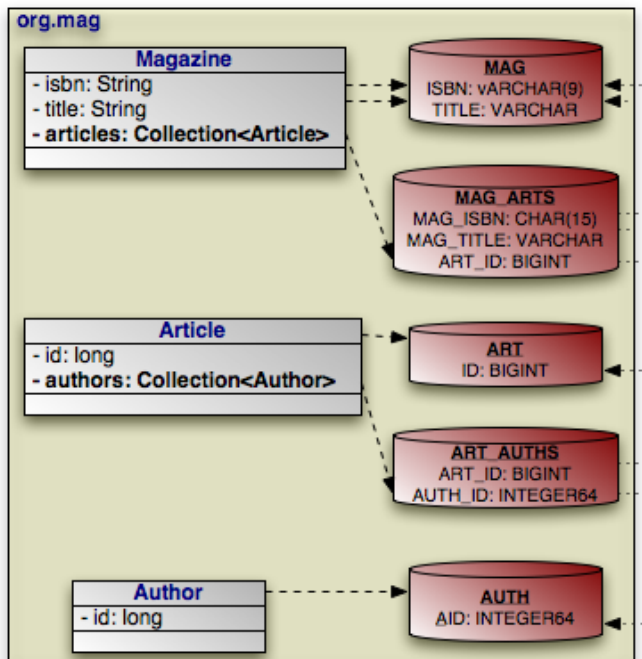 org.mag
Magazine
- isbn: String
- title: String
- articles: Collection<Article>
MAG
ISBN: vARCHAR(9)
TITLE: VARCHAR
MAG_ARTS
MAG_ISBN: CHAR(15)
MAG_TITLE: VARCHAR
ART_ID: BIGINT
Article
- id: long
- authors: Collection<Author>
ART
ID: BIGINT
ART_AUTHS
ART_ID: BIGINT
AUTH_ID: INTEGER64
Author
- id: long
AUTH
AID: INTEGER64